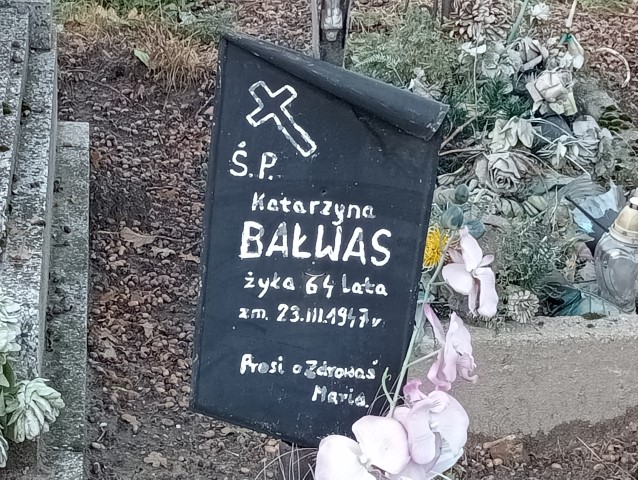 Ś.P.
Katarzyna
BAŁWAS
żyła 64 lata
zm. 23.III.1947 r
Prosi o Zdrowaś
Maria.